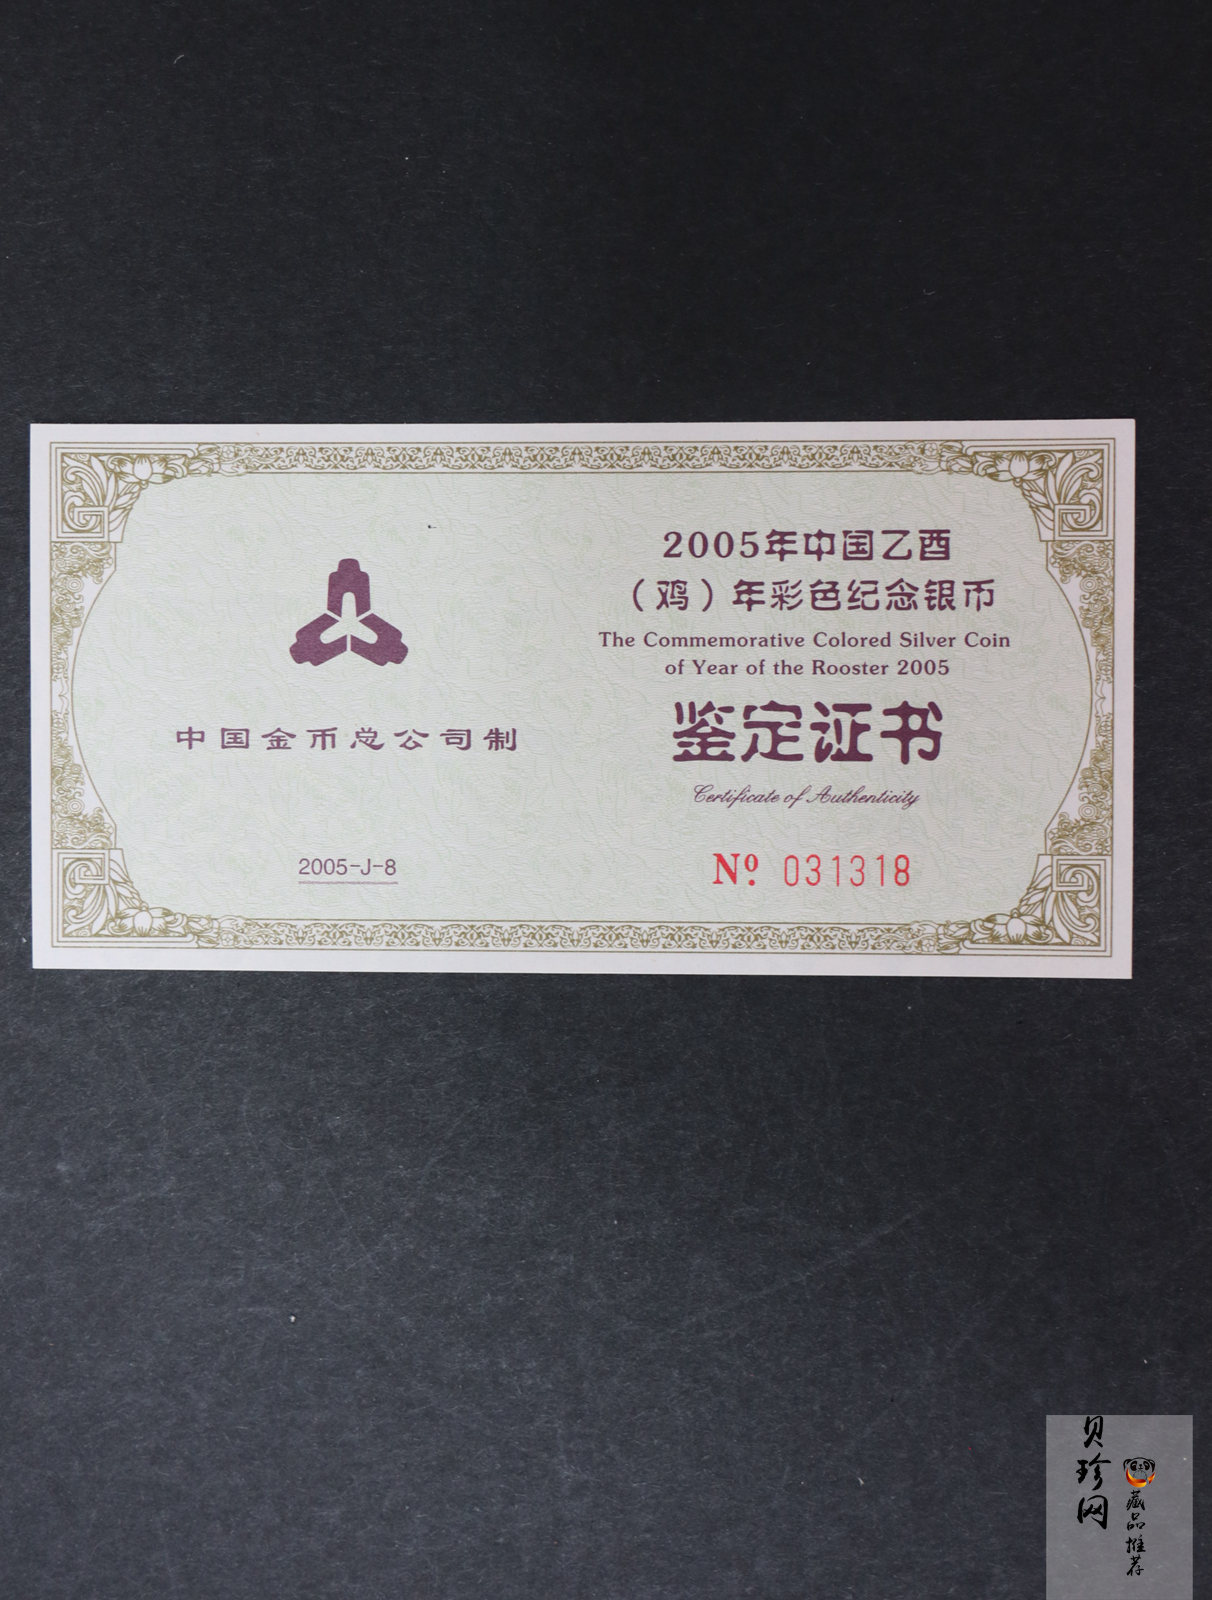 中国金币总公司制
2005-J-8
2005年中国乙酉
（鸡）年彩色纪念银币
The Commemorative Colored Silver Coin
of Year of the Rooster 2005
鉴定证书
Certificate of Authenticity
Nº. 031318
贝珍网
藏品推荐